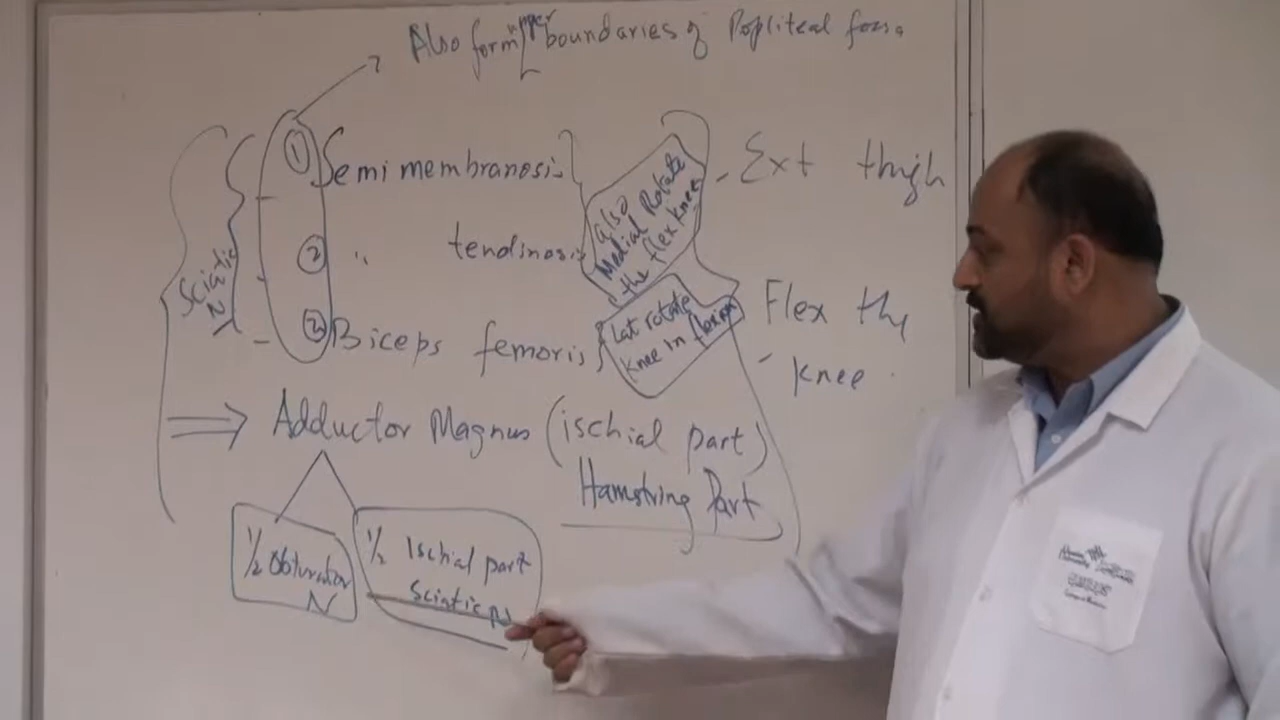 Also form upper boundaries of Popliteal fossa
① Semimembranosis
② " tendinosis
③ Biceps femoris
Sciatic N
also Medial Rotate the flex knee
Lat rotate knee in flexion
- Ext thigh
- Flex the knee
⇒ Adductor Magnus (ischial part)
Hamstring Part
1/2 Obturator N
1/2 Ischial part
Sciatic N